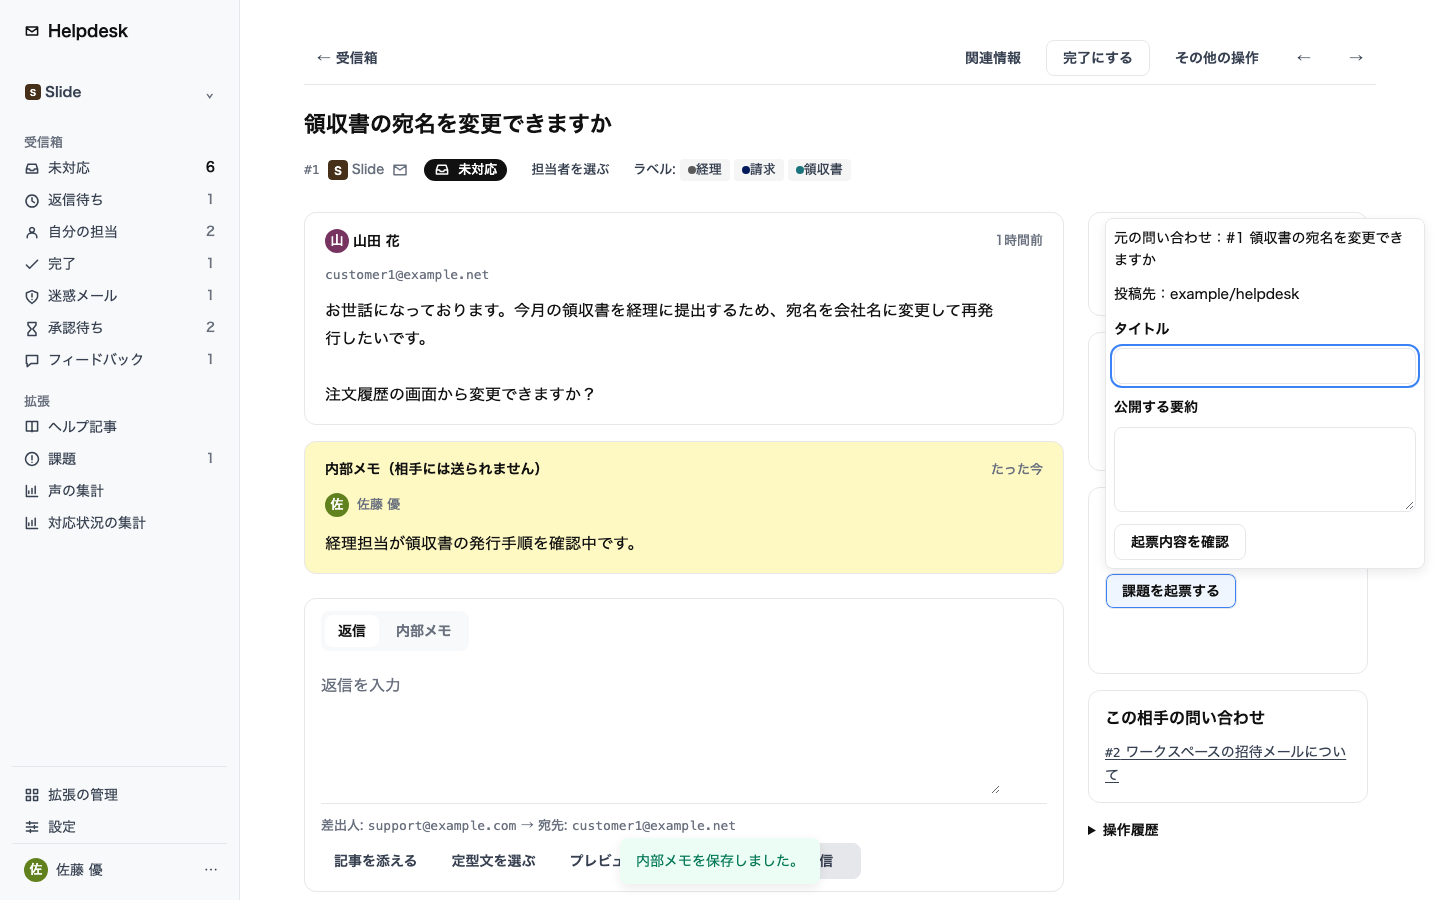 Helpdesk
S Slide
受信箱
未対応 6
返信待ち 1
自分の担当 2
完了 1
迷惑メール 1
承認待ち 2
フィードバック 1
拡張
ヘルプ記事
課題 1
声の集計
対応状況の集計
拡張の管理
設定
佐 佐藤 優 …
← 受信箱
関連情報 完了にする その他の操作 ← →
領収書の宛名を変更できますか
#1 S Slide 未対応 担当者を選ぶ ラベル: 経理 請求 領収書
山 山田 花 1時間前
customer1@example.net
お世話になっております。今月の領収書を経理に提出するため、宛名を会社名に変更して再発
行したいです。
注文履歴の画面から変更できますか？
内部メモ（相手には送られません） たった今
佐 佐藤 優
経理担当が領収書の発行手順を確認中です。
返信 内部メモ
返信を入力
差出人: support@example.com → 宛先: customer1@example.net
記事を添える 定型文を選ぶ プレビュ 信
内部メモを保存しました。
元の問い合わせ：#1 領収書の宛名を変更でき
ますか
投稿先：example/helpdesk
タイトル
公開する要約
起票内容を確認
課題を起票する
この相手の問い合わせ
#2 ワークスペースの招待メールについ
て
操作履歴